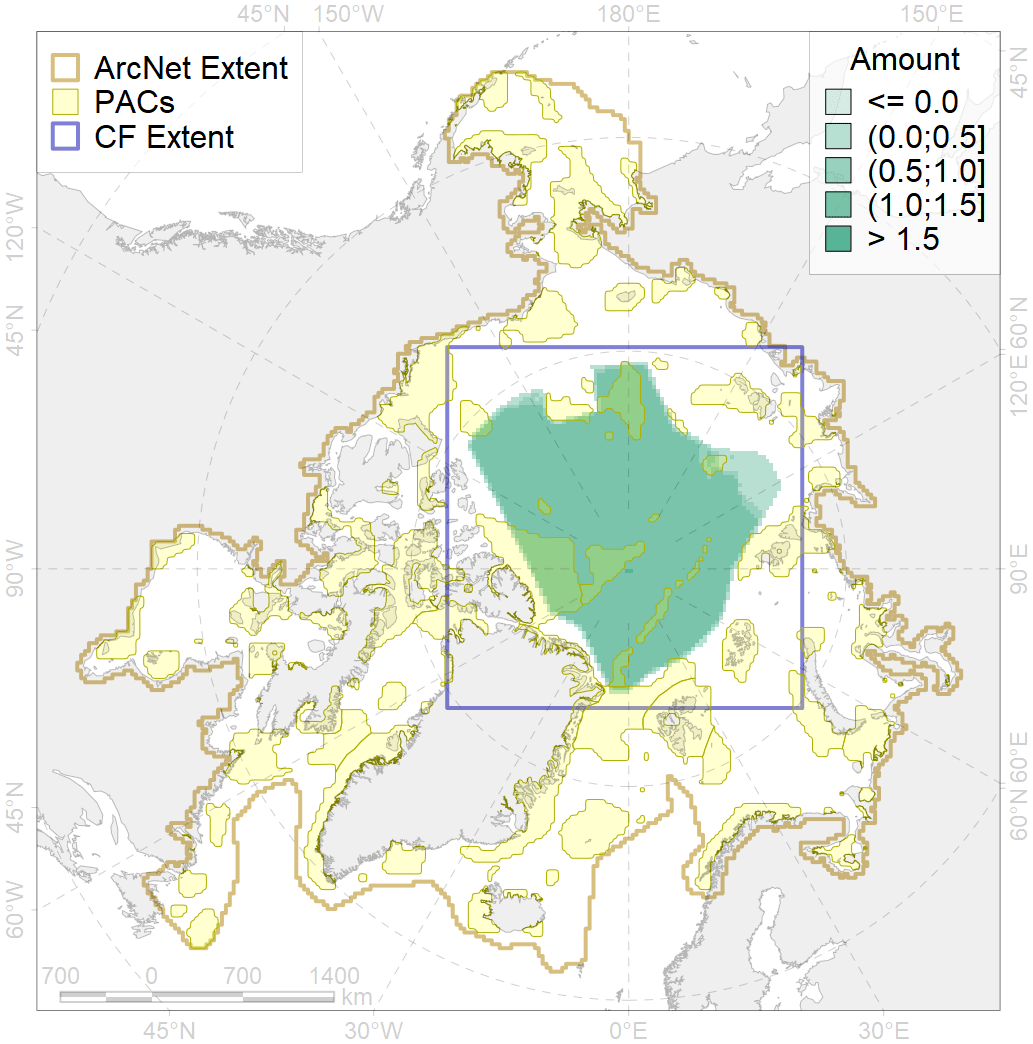 45°N 150°W 180°E 150°E
ArcNet Extent
PACs
CF Extent
Amount
<= 0.0
(0.0;0.5]
(0.5;1.0]
(1.0;1.5]
> 1.5
45°N
120°W
45°N
90°W
45°N
60°W
60°N
120°E
90°E
60°E
60°N
700 0 700 1400
km
45°N 30°W 0°E 30°E